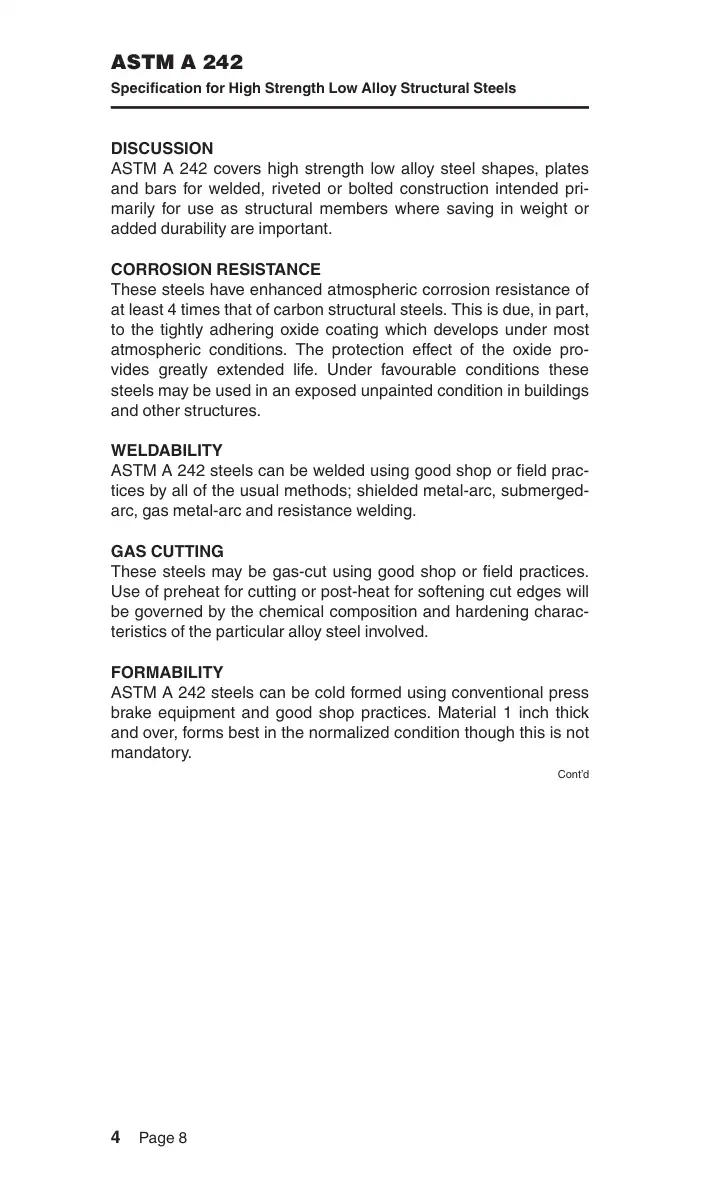 ASTM A 242
Specification for High Strength Low Alloy Structural Steels
DISCUSSION
ASTM A 242 covers high strength low alloy steel shapes, plates
and bars for welded, riveted or bolted construction intended pri-
marily for use as structural members where saving in weight or
added durability are important.
CORROSION RESISTANCE
These steels have enhanced atmospheric corrosion resistance of
at least 4 times that of carbon structural steels. This is due, in part,
to the tightly adhering oxide coating which develops under most
atmospheric conditions. The protection effect of the oxide pro-
vides greatly extended life. Under favourable conditions these
steels may be used in an exposed unpainted condition in buildings
and other structures.
WELDABILITY
ASTM A 242 steels can be welded using good shop or field prac-
tices by all of the usual methods; shielded metal-arc, submerged-
arc, gas metal-arc and resistance welding.
GAS CUTTING
These steels may be gas-cut using good shop or field practices.
Use of preheat for cutting or post-heat for softening cut edges will
be governed by the chemical composition and hardening charac-
teristics of the particular alloy steel involved.
FORMABILITY
ASTM A 242 steels can be cold formed using conventional press
brake equipment and good shop practices. Material 1 inch thick
and over, forms best in the normalized condition though this is not
mandatory.
Cont'd
4 Page 8